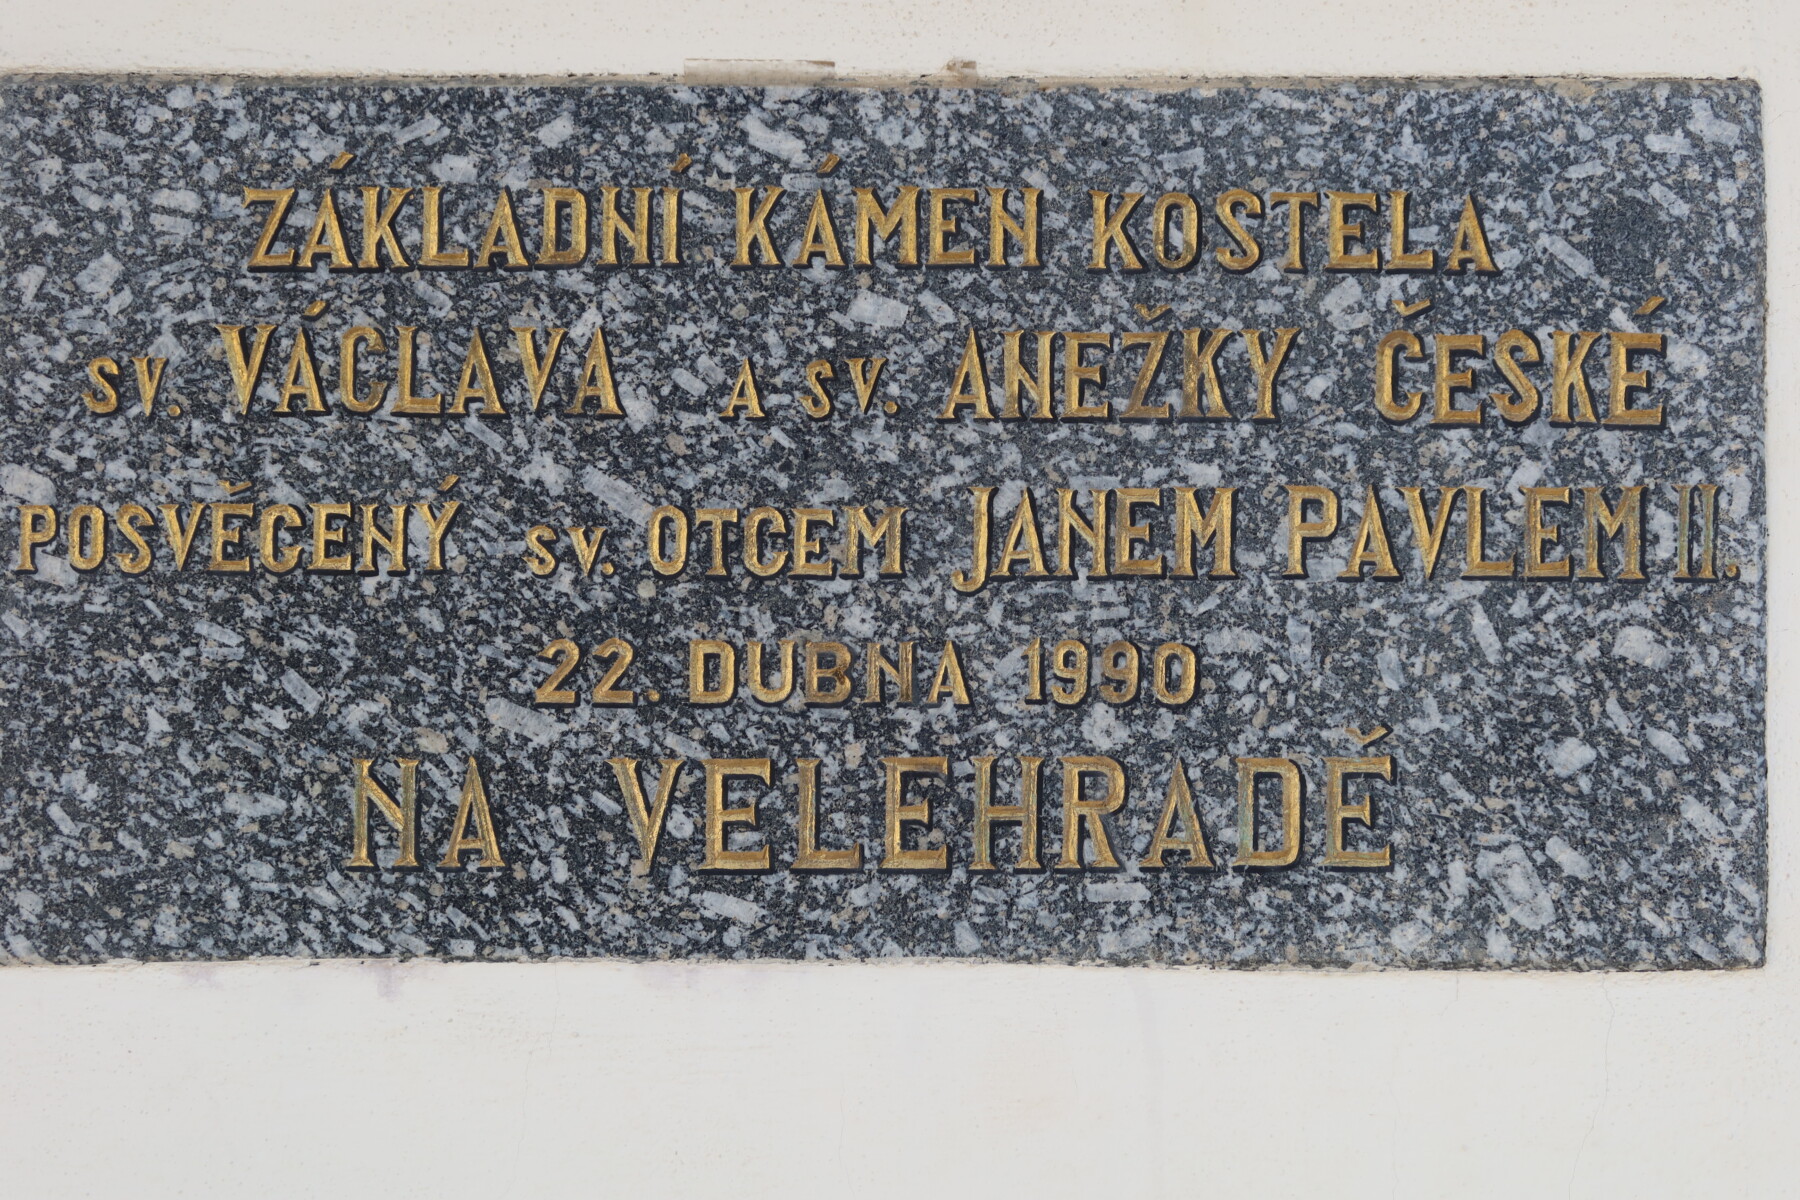 ZÁKLADNÍ KÁMEN KOSTELA
SV. VÁCLAVA A SV. ANEŽKY ČESKÉ
POSVĚCENÝ SV. OTCEM JANEM PAVLEM II.
22. DUBNA 1990
NA VELEHRADĚ